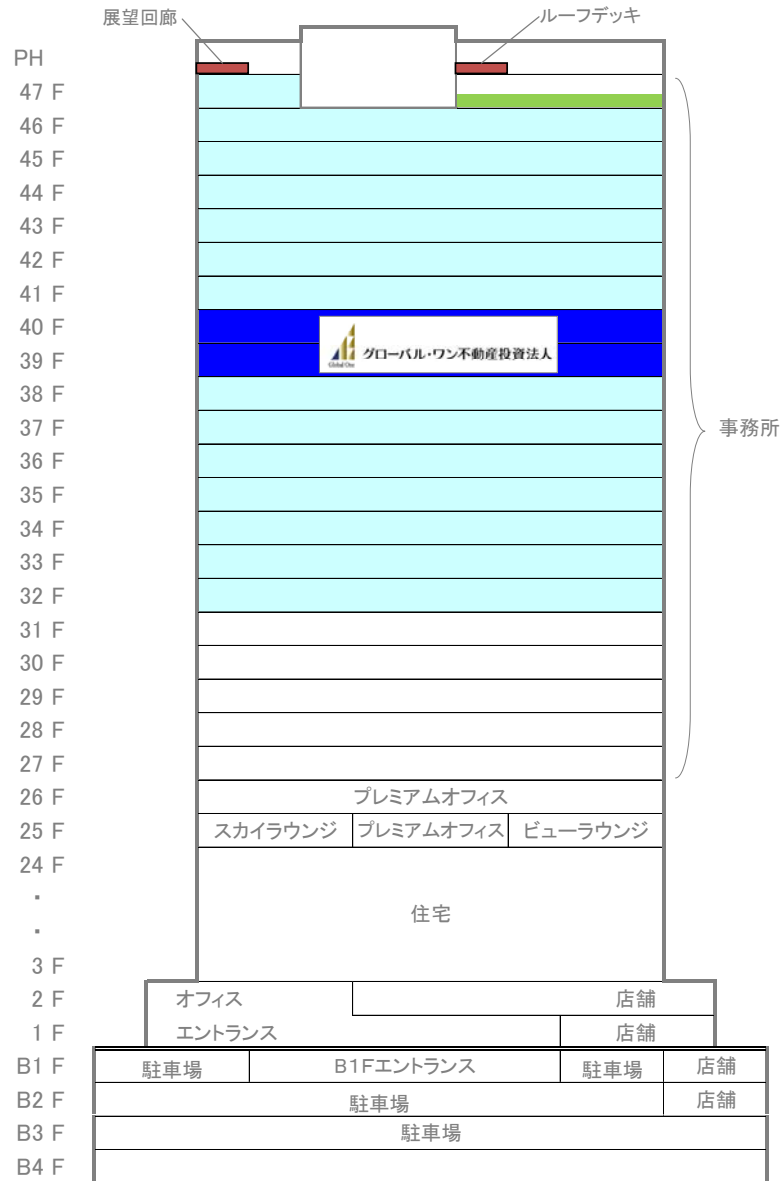 展望回廊
ルーフデッキ
PH
47 F
46 F
45 F
44 F
43 F
42 F
41 F
40 F
Global One
グローバル・ワン不動産投資法人
39 F
38 F
37 F
事務所
36 F
35 F
34 F
33 F
32 F
31 F
30 F
29 F
28 F
27 F
26 F プレミアムオフィス
25 F スカイラウンジ プレミアムオフィス ビューラウンジ
24 F
・
住宅
・
3 F
2 F オフィス 店舗
1 F エントランス 店舗
B1 F 駐車場 B1Fエントランス 駐車場 店舗
B2 F 駐車場 店舗
B3 F 駐車場
B4 F